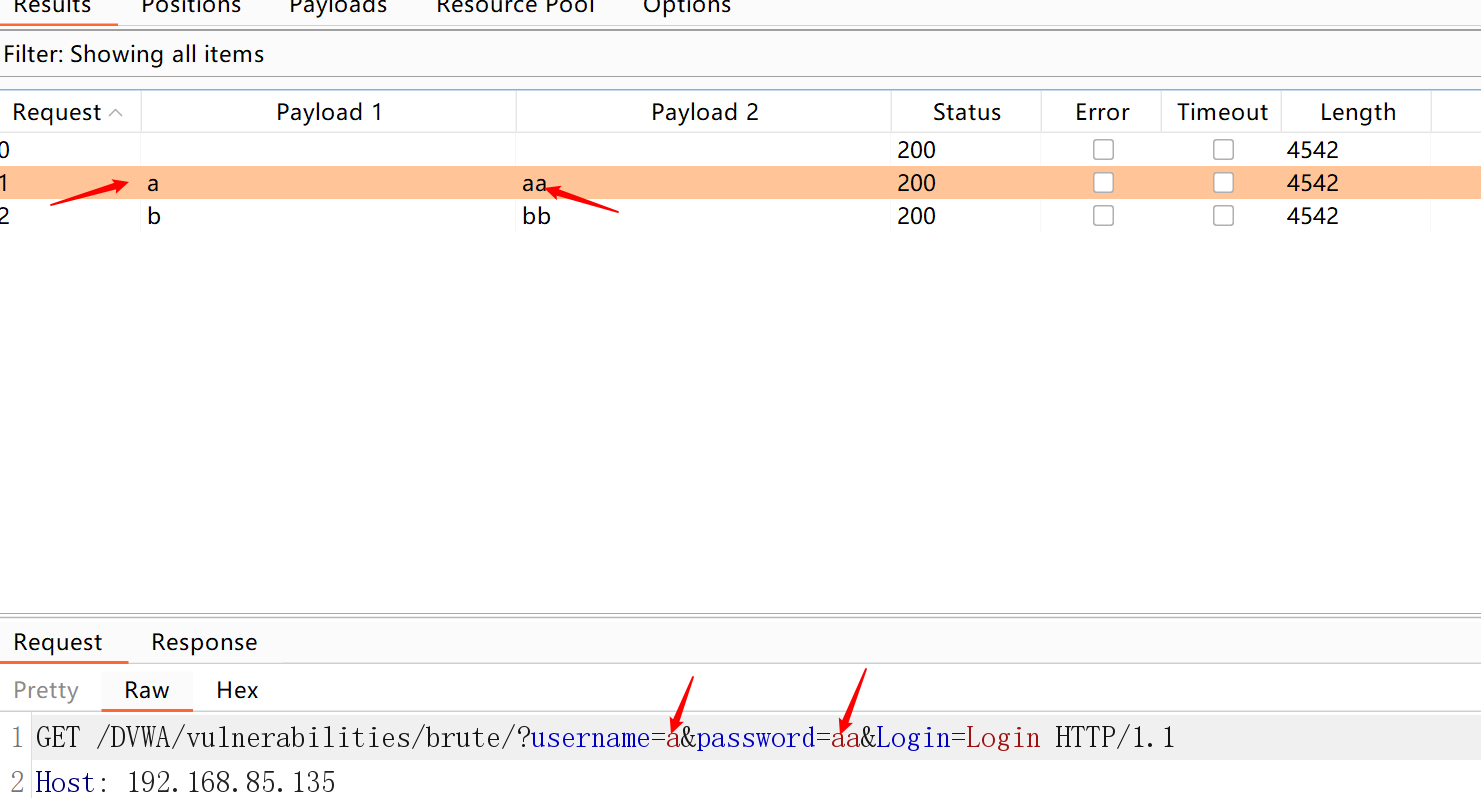 Results Positions Payloads Resource Pool Options
Filter: Showing all items
Request Payload 1 Payload 2 Status Error Timeout Length
0 200 4542
1 a aa 200 4542
2 b bb 200 4542
Request Response
Pretty Raw Hex
1 GET /DVWA/vulnerabilities/brute/?username=a&password=aa&Login=Login HTTP/1.1
2 Host: 192.168.85.135